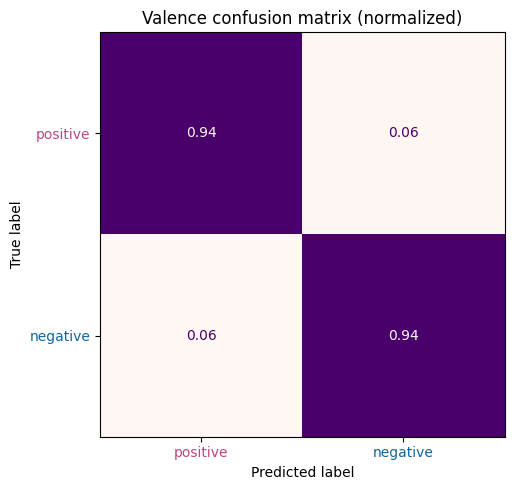 Valence confusion matrix (normalized)
positive
0.94
0.06
True label
negative
0.06
0.94
positive
negative
Predicted label